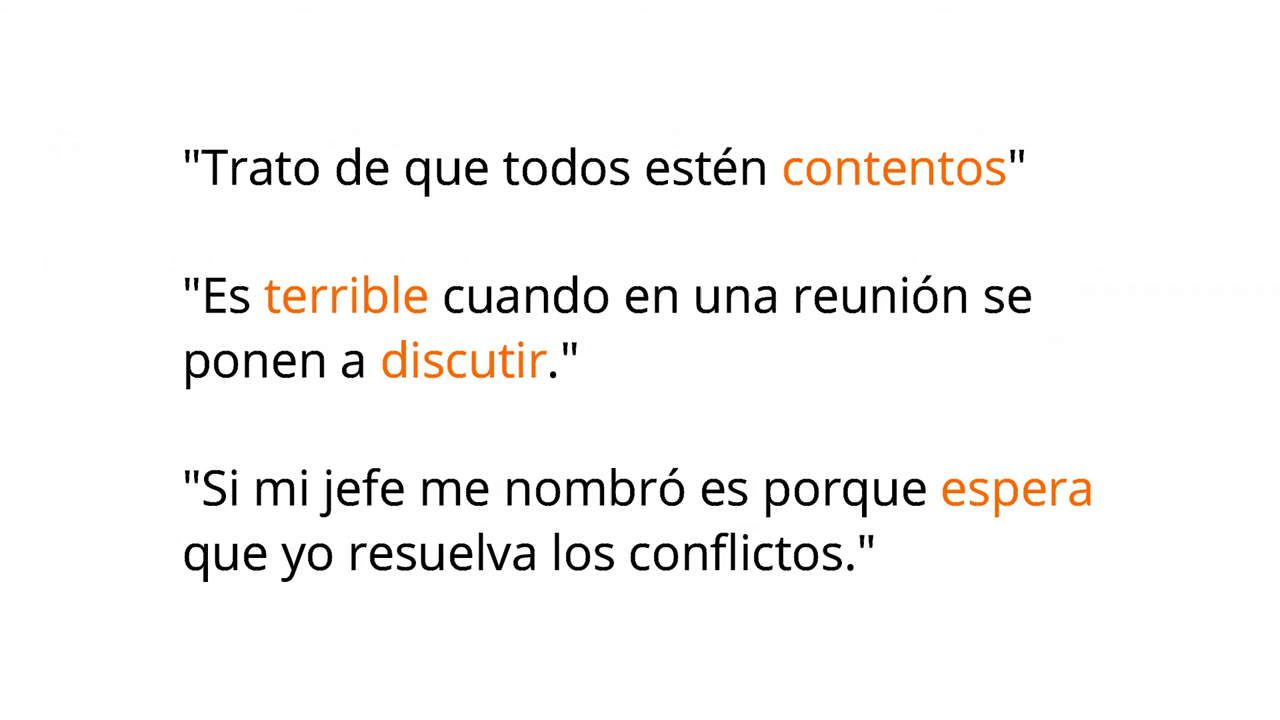 "Trato de que todos estén contentos"
"Es terrible cuando en una reunión se
ponen a discutir."
"Si mi jefe me nombró es porque espera
que yo resuelva los conflictos."